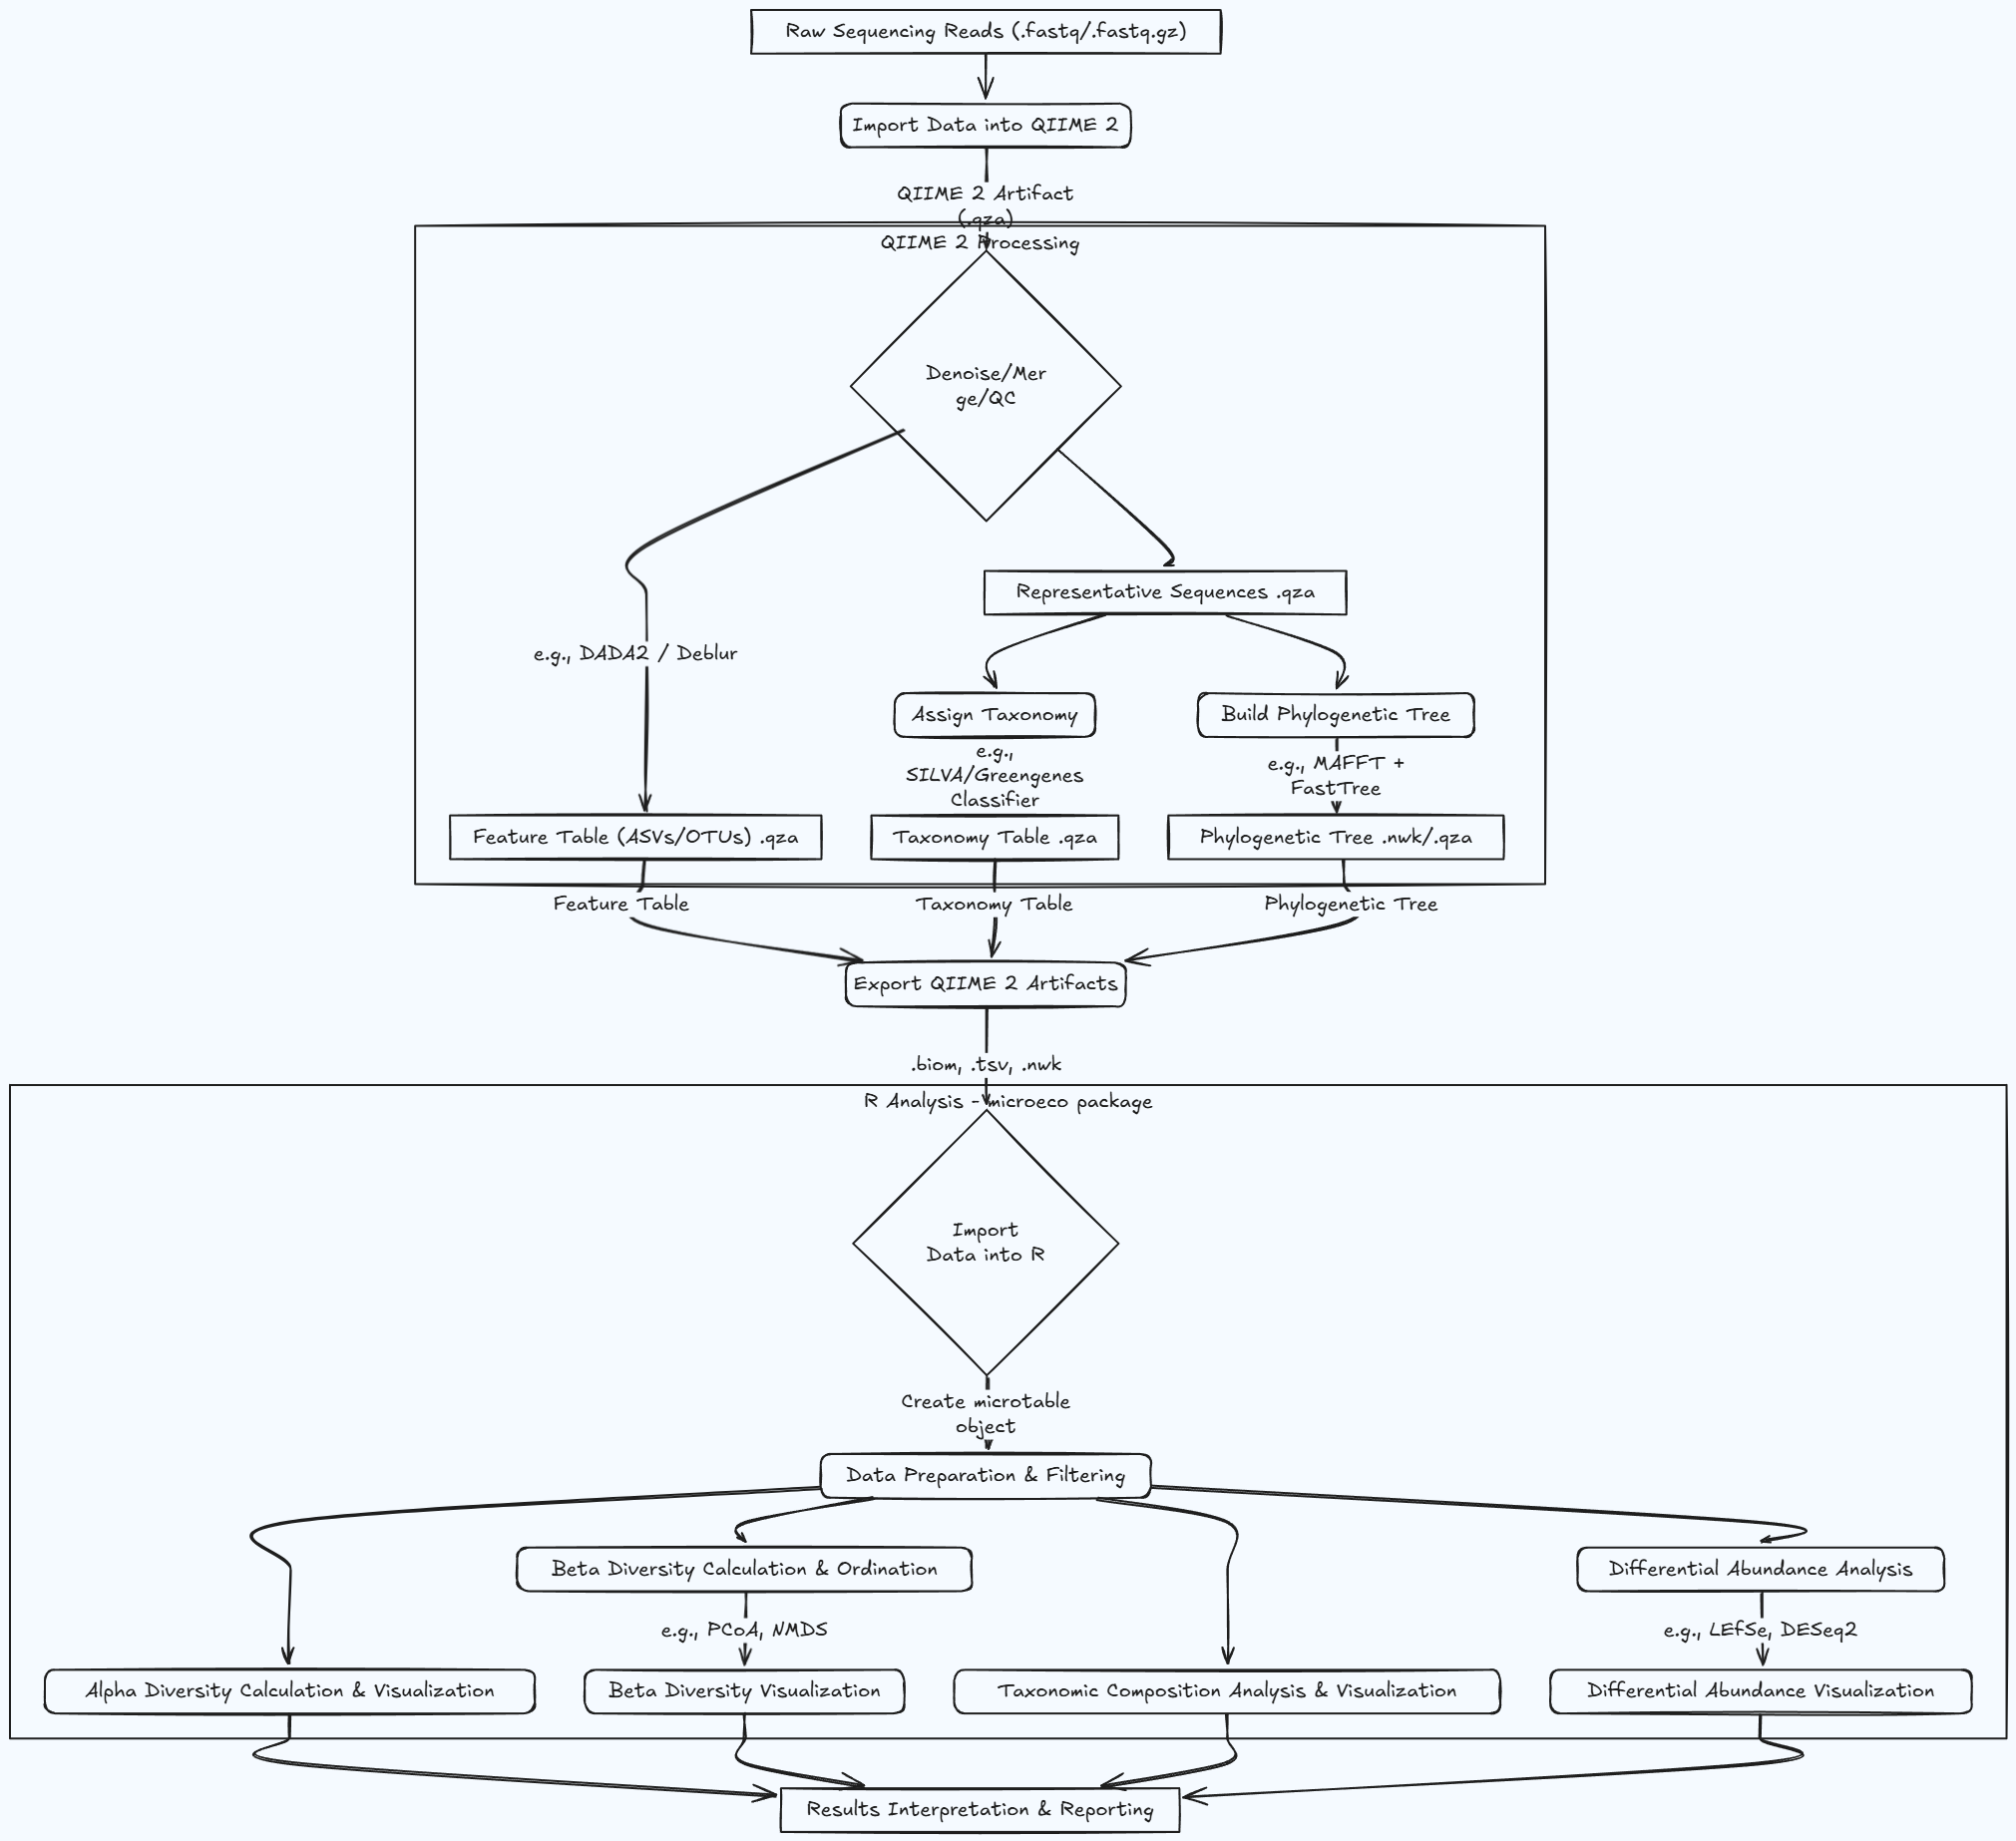 Raw Sequencing Reads (.fastq/.fastq.gz)
Import Data into QIIME 2
QIIME 2 Artifact
(.qza)
QIIME 2 Processing
Denoise/Mer
ge/QC
Representative Sequences .qza
e.g., DADA2 / Deblur
Assign Taxonomy
Build Phylogenetic Tree
e.g.,
SILVA/Greengenes
Classifier
e.g., MAFFT +
FastTree
Feature Table (ASVs/OTUs) .qza
Taxonomy Table .qza
Phylogenetic Tree .nwk/.qza
Feature Table
Taxonomy Table
Phylogenetic Tree
Export QIIME 2 Artifacts
.biom, .tsv, .nwk
R Analysis - microeco package
Import
Data into R
Create microtable
object
Data Preparation & Filtering
Beta Diversity Calculation & Ordination
Differential Abundance Analysis
e.g., PCoA, NMDS
e.g., LEfSe, DESeq2
Alpha Diversity Calculation & Visualization
Beta Diversity Visualization
Taxonomic Composition Analysis & Visualization
Differential Abundance Visualization
Results Interpretation & Reporting